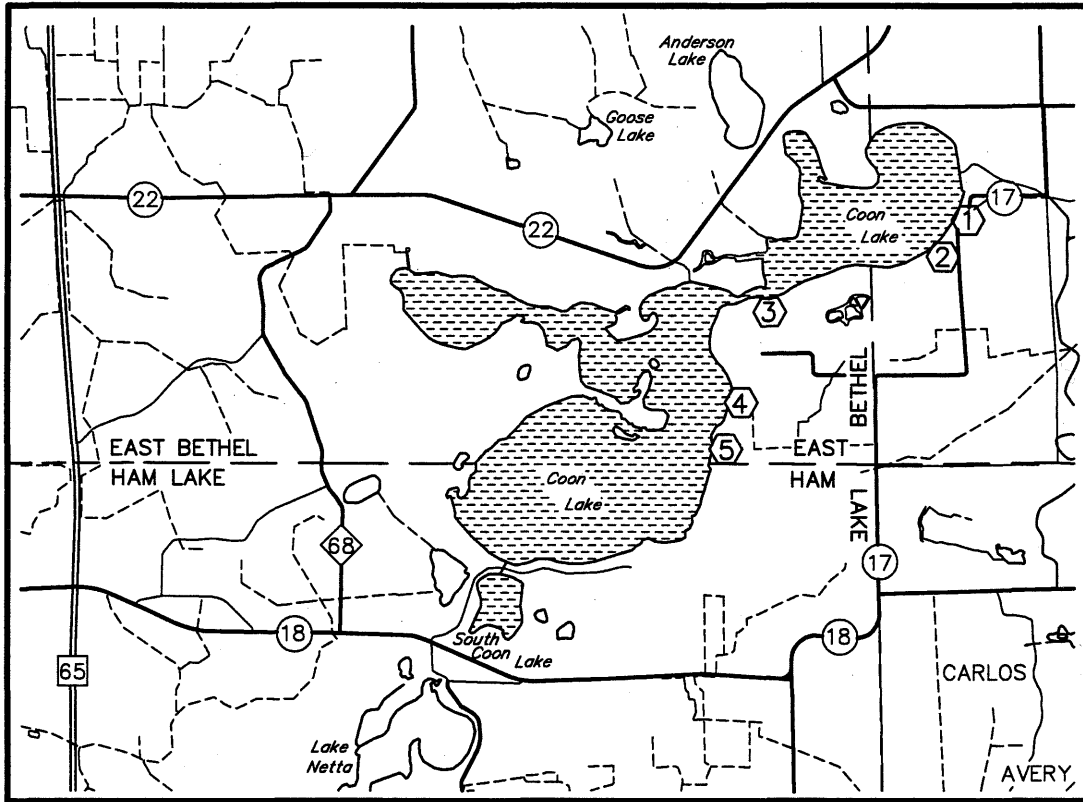 Anderson
Lake
Goose
Lake
22
22
17
1
Coon
Lake
2
3
BETHEL
4
EAST BETHEL
HAM LAKE
5
EAST
HAM
Coon
Lake
LAKE
68
17
18
South
Coon Lake
18
65
CARLOS
Lake
Netta
AVERY